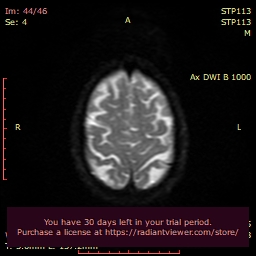 Im: 44/46
STP113
Se: 4
STP113
M
A
Ax DWI B 1000
R
L
You have 30 days left in your trial period.
Purchase a license at https://radiantviewer.com/store/